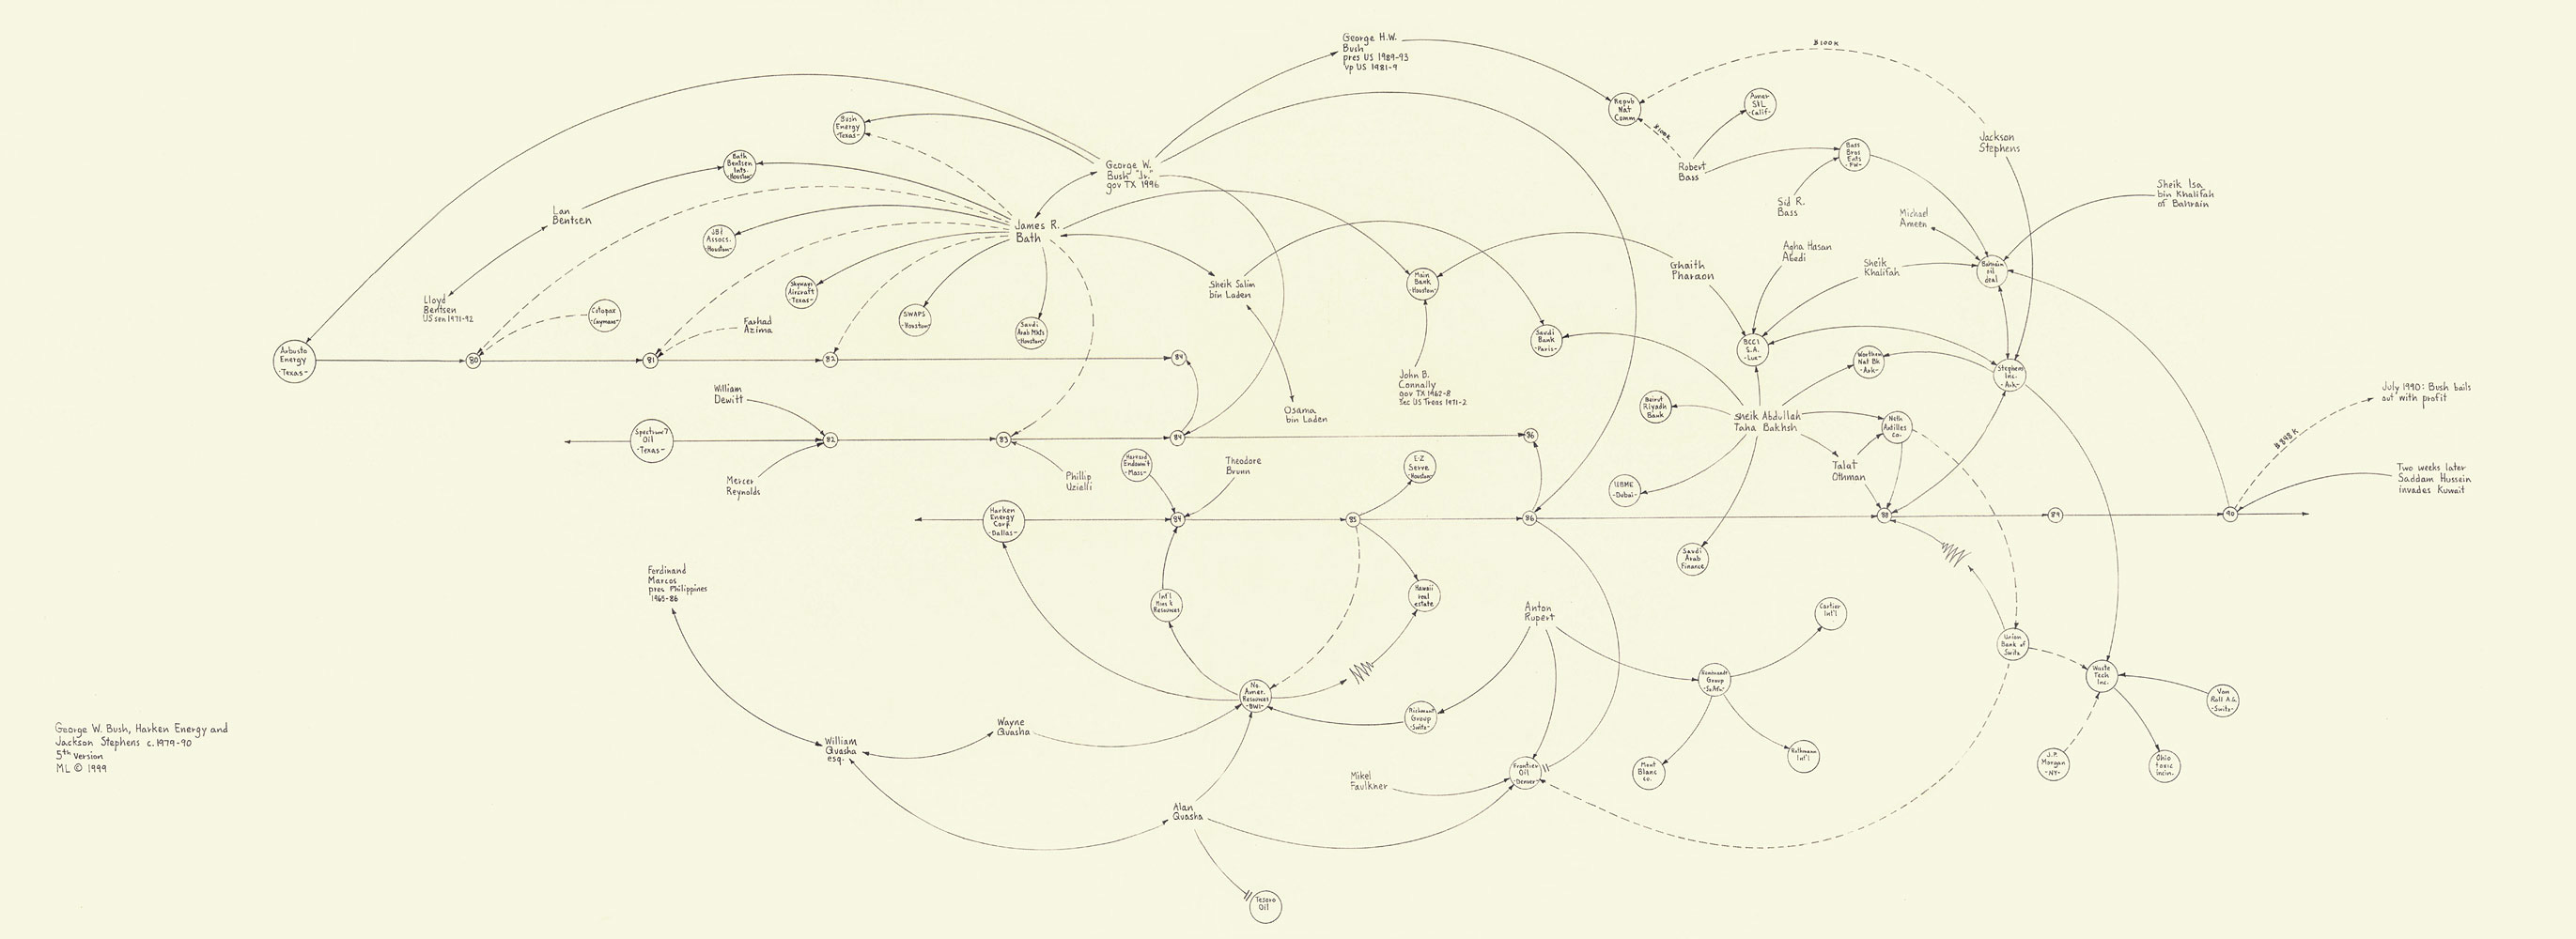 George H.W.
Bush
pres US 1989-93
vp US 1981-9
$100K
Repub
Nat
Comm
Amer
S&L
-Calif-
$100K
Robert
Bass
Bass
Bros
Ents
-FW-
Jackson
Stephens
Bush
Energy
-Texas-
Bath
Bentsen
Ints.
-Houston-
George W.
Bush "Jr."
gov TX 1996
Sid R.
Bass
Sheik Isa
bin Khalifah
of Bahrain
Michael
Ameen
Lan
Bentsen
James R.
Bath
JB&
Assocs.
-Houston-
Agha Hasan
Abedi
Sheik
Khalifah
Bahrain
oil
deal
Ghaith
Pharaon
Main
Bank
-Houston-
Sheik Salim
bin Laden
Skyways
Aircraft
-Texas-
Lloyd
Bentsen
US sen 1971-92
Cotopax
-Caymans-
Farhad
Azima
SWAPS
-Houston-
Saudi
Arab Mkts
-Houston-
Saudi
Bank
-Paris-
BCCI
S.A.
-Lux-
Worthen
Nat Bk
-Ark-
Stephens
Inc.
-Ark-
Arbusto
Energy
-Texas-
80
81
82
84
John B.
Connally
gov TX 1962-8
sec US Treas 1971-2
William
Dewitt
Osama
bin Laden
Beirut
Riyadh
Bank
Sheik Abdullah
Taha Bakhsh
Neth
Antilles
co.
July 1990: Bush bails
out with profit
$848K
Spectrum 7
Oil
-Texas-
82
83
84
86
Mercer
Reynolds
Phillip
Uzielli
Harvard
Endowm't
-Mass-
Theodore
Brunn
E-Z
Serve
-Houston-
UBME
-Dubai-
Talat
Othman
Two weeks later
Saddam Hussein
invades Kuwait
Harken
Energy
Corp.
-Dallas-
84
85
86
88
89
90
Saudi
Arab
Finance
Ferdinand
Marcos
pres Philippines
1965-86
Int'l
Mins &
Resources
Hawaii
real
estate
Anton
Rupert
Cartier
Int'l
Union
Bank of
Switz
Rembrandt
Group
-So.Afr-
Waste
Tech
Inc.
Von
Roll A.G.
-Switz-
No.
Amer.
Resources
-BWI-
Richmont
Group
-Switz-
Wayne
Quasha
William
Quasha
esq.
George W. Bush, Harken Energy and
Jackson Stephens c. 1979-90
5th Version
ML © 1999
Mont
Blanc
co.
Rothmans
Int'l
J.P.
Morgan
-NY-
Ohio
toxic
incin.
Frontier
Oil
-Denver-
Mikel
Faulkner
Alan
Quasha
Tesoro
Oil